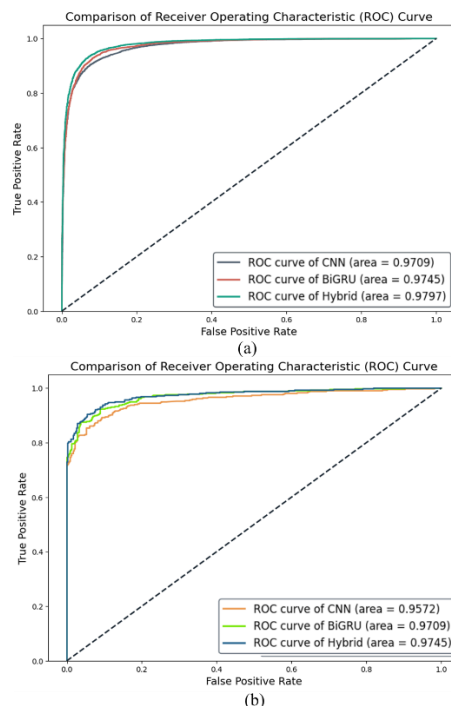 Comparison of Receiver Operating Characteristic (ROC) Curve
1.0
0.8
0.6
0.4
0.2
0.0
True Positive Rate
ROC curve of CNN (area = 0.9709)
ROC curve of BiGRU (area = 0.9745)
ROC curve of Hybrid (area = 0.9797)
0.0 0.2 0.4 0.6 0.8 1.0
False Positive Rate
(a)
Comparison of Receiver Operating Characteristic (ROC) Curve
1.0
0.8
0.6
0.4
0.2
0.0
True Positive Rate
ROC curve of CNN (area = 0.9572)
ROC curve of BiGRU (area = 0.9709)
ROC curve of Hybrid (area = 0.9745)
0.0 0.2 0.4 0.6 0.8 1.0
False Positive Rate
(b)